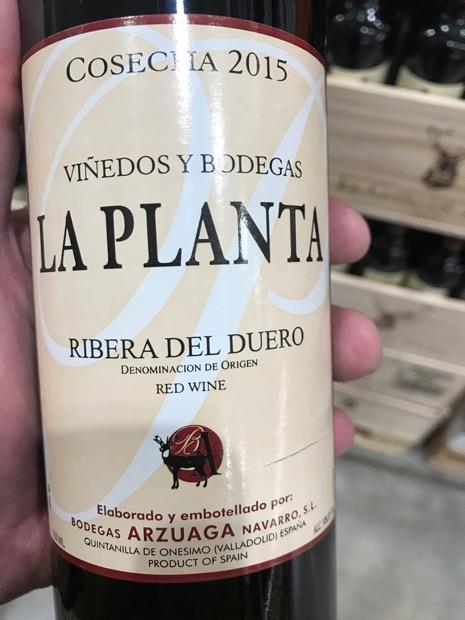 COSECHA 2015
VIÑEDOS Y BODEGAS
LA PLANTA
RIBERA DEL DUERO
DENOMINACION DE ORIGEN
RED WINE
B A
Elaborado y embotellado por:
BODEGAS ARZUAGA NAVARRO, S.L.
QUINTANILLA DE ONESIMO (VALLADOLID) ESPAÑA
PRODUCT OF SPAIN